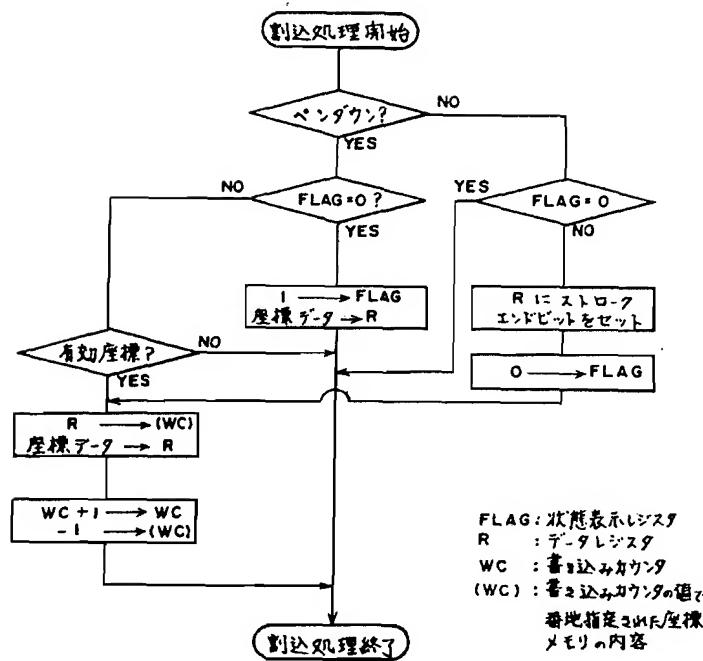 割込処理開始
ペンダウン?
NO
YES
NO
FLAG=0?
YES
YES
FLAG=0
NO
1 → FLAG
座標データ → R
Rにストローク
エンドビットをセット
有効座標?
NO
YES
0 → FLAG
R → (WC)
座標データ → R
WC+1 → WC
-1 → (WC)
FLAG: 状態表示レジスタ
R : データレジスタ
WC : 書き込みカウンタ
(WC): 書き込みカウンタの値で
番地指定された座標
メモリの内容
割込処理終了